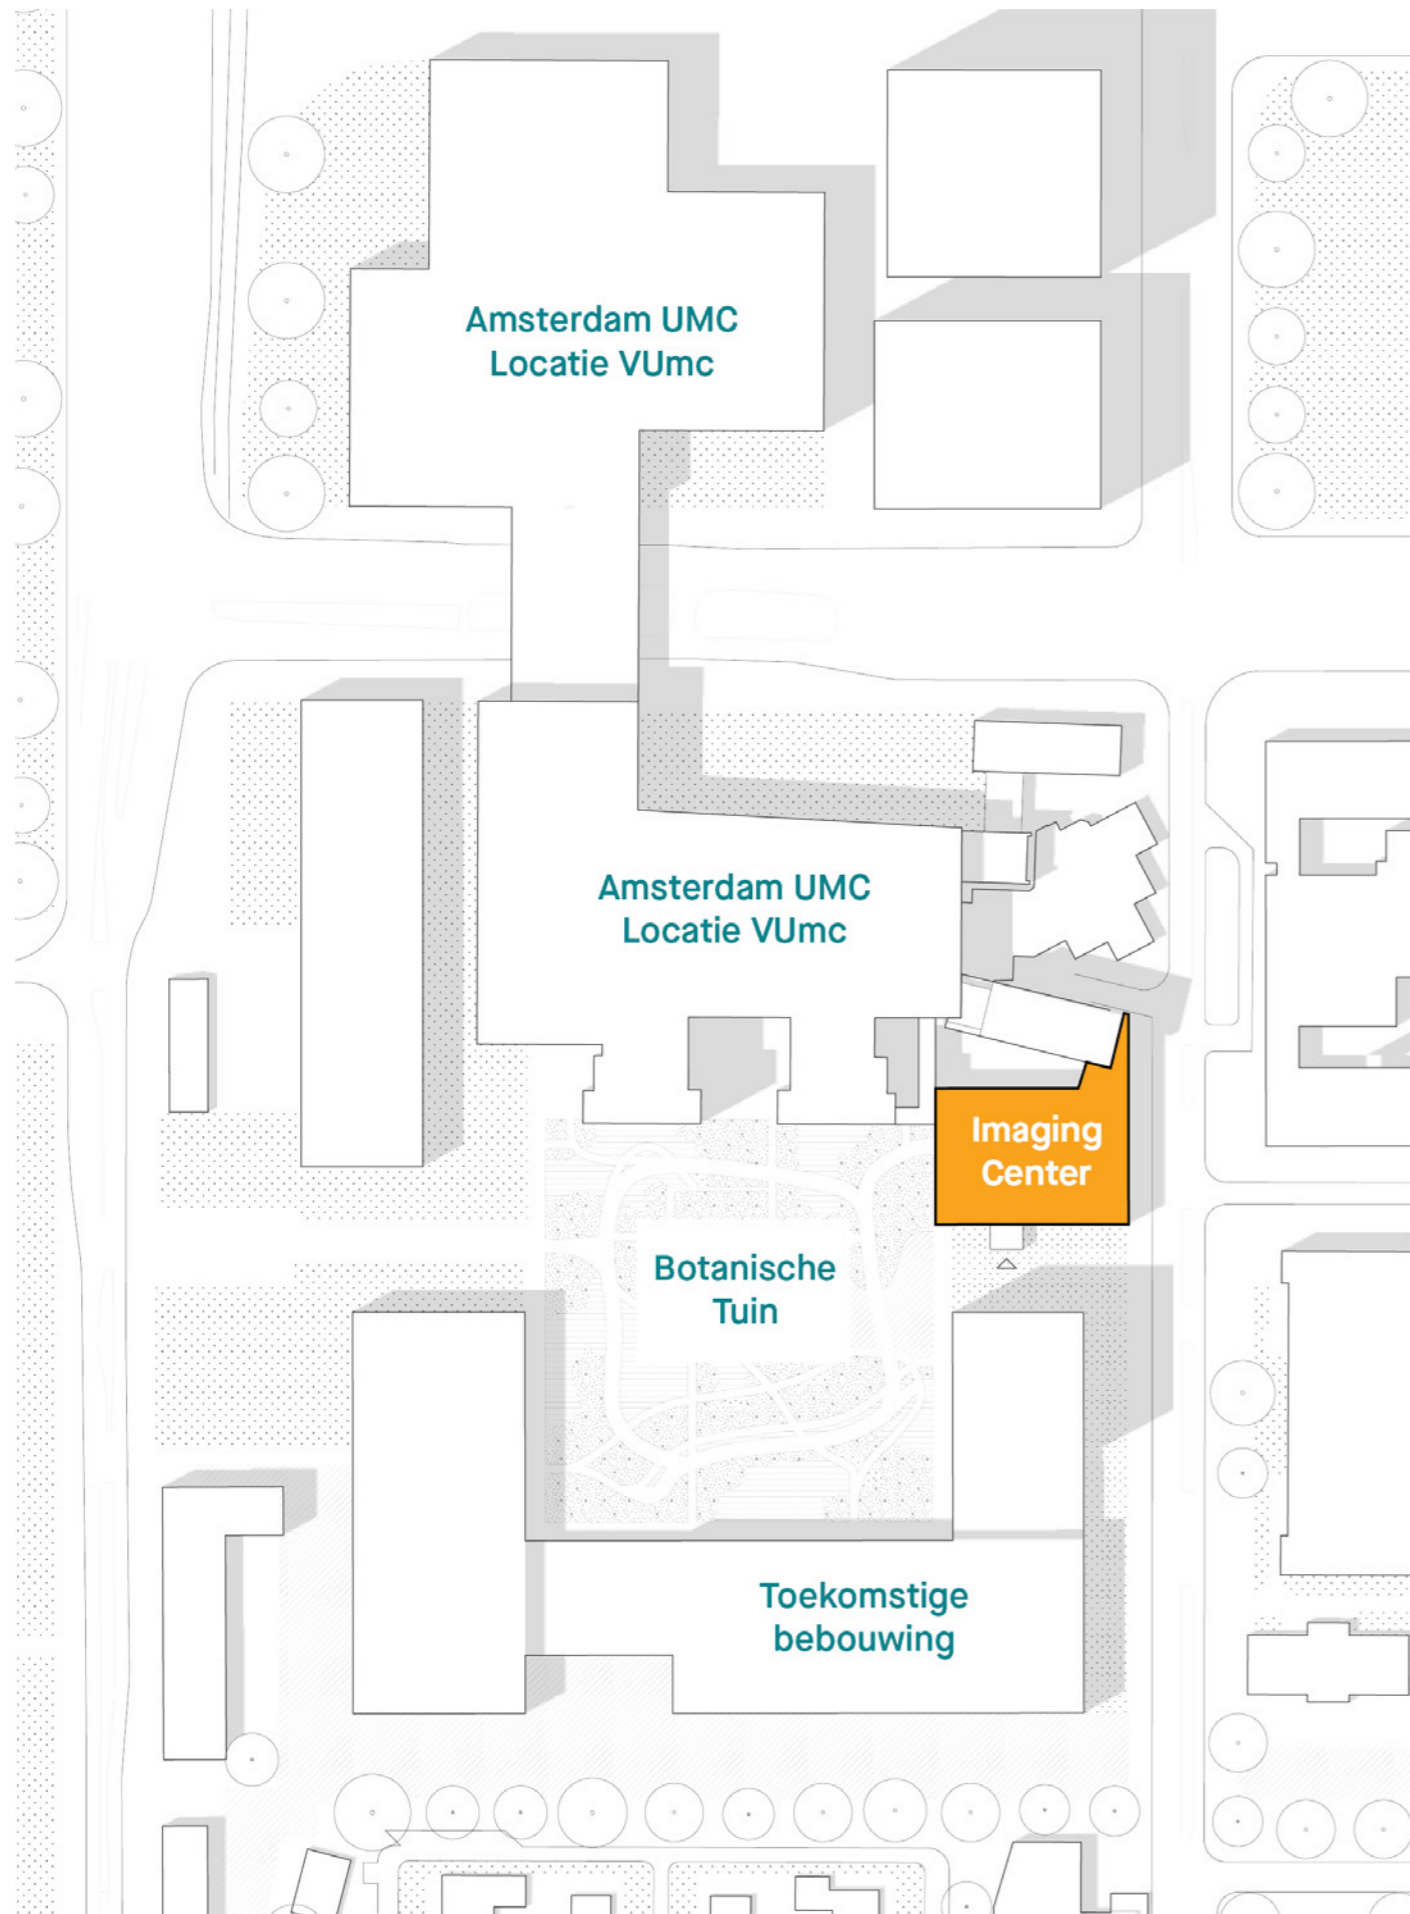 Amsterdam UMC
Locatie VUmc
Amsterdam UMC
Locatie VUmc
Imaging
Center
Botanische
Tuin
Toekomstige
bebouwing